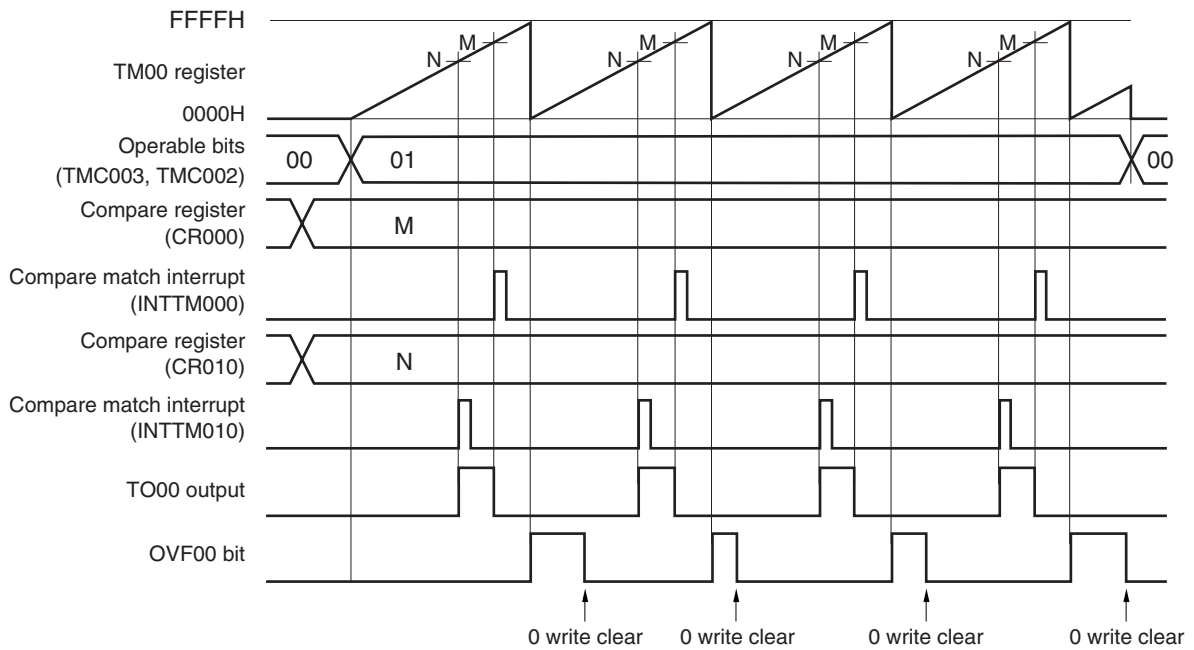 FFFFH
M M M M
N N N N
TM00 register
0000H
Operable bits
(TMC003, TMC002)
00 01 00
Compare register
(CR000)
M
Compare match interrupt
(INTTM000)
Compare register
(CR010)
N
Compare match interrupt
(INTTM010)
TO00 output
OVF00 bit
0 write clear 0 write clear 0 write clear 0 write clear